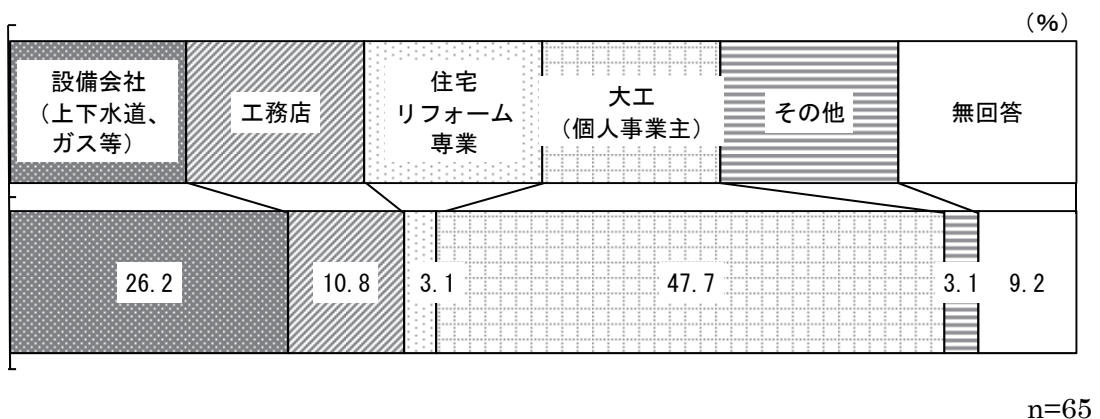 （%）
設備会社
（上下水道、
ガス等）
工務店
住宅
リフォーム
専業
大工
（個人事業主）
その他
無回答
26.2
10.8
3.1
47.7
3.1
9.2
n=65